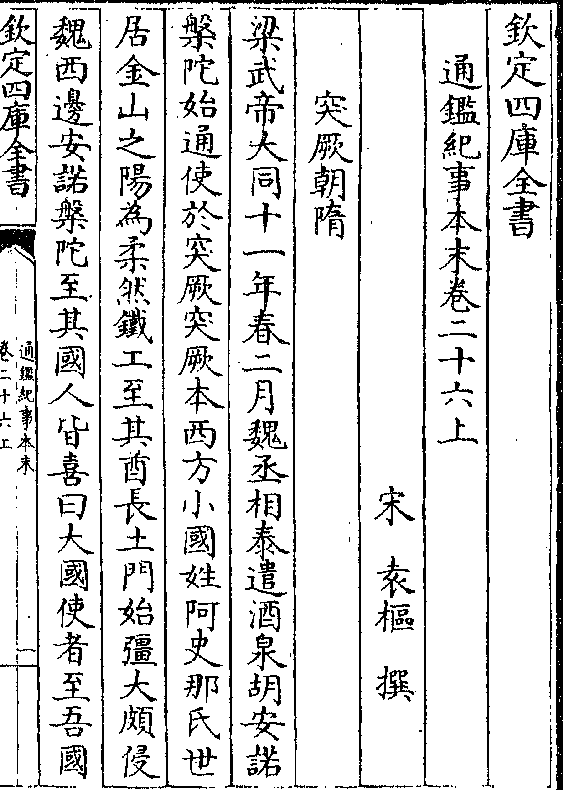 欽定四庫全書
通鑑紀事本末卷二十六上
宋 袁樞 撰
突厥朝隋
梁武帝大同十一年春二月魏丞相泰遣酒泉胡安諾
槃陀始通使於突厥突厥本西方小國姓阿史那氏世
居金山之陽為柔然鐵工至其酋長土門始彊大頗侵
魏西邊安諾槃陀至其國人皆喜曰大國使者至吾國
欽定四庫全書
通鑑紀事本末
卷二十六上
一